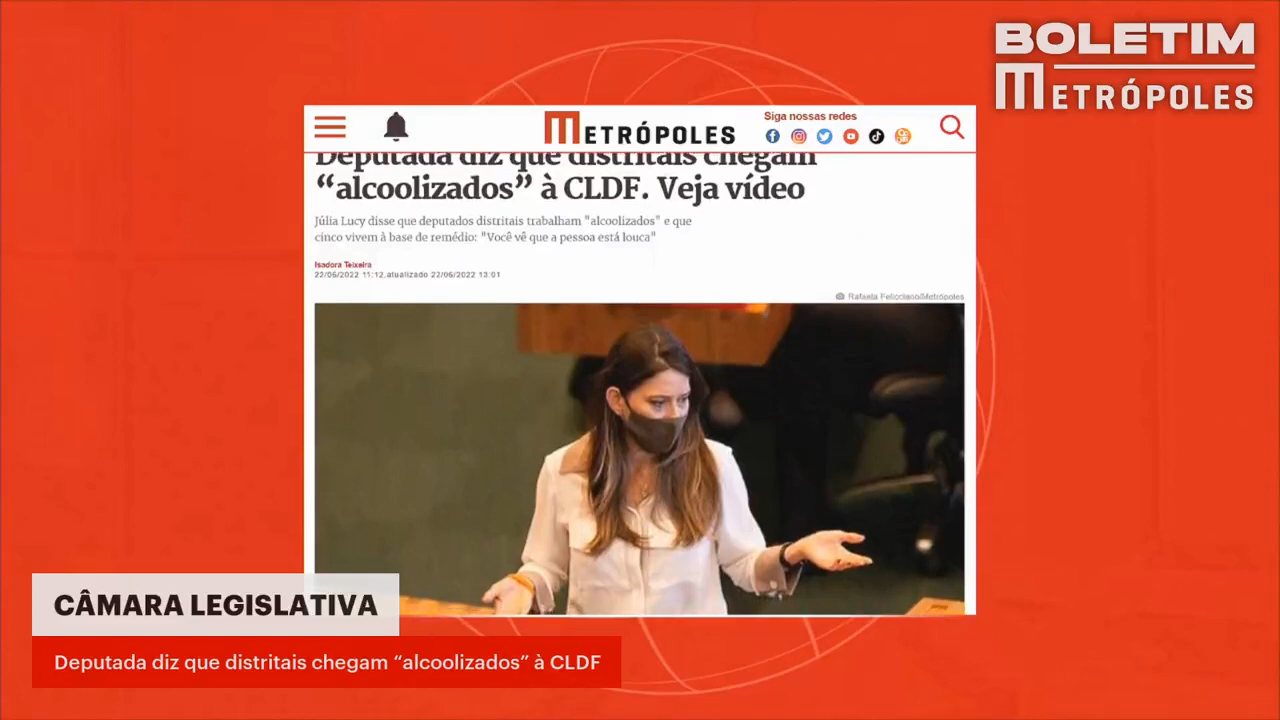 BOLETIM
METRÓPOLES
METRÓPOLES
Siga nossas redes
Deputada diz que distritais chegam
“alcoolizados” à CLDF. Veja vídeo
Júlia Lucy disse que deputados distritais trabalham "alcoolizados" e que
cinco vivem à base de remédio: "Você vê que a pessoa está louca"
Isadora Teixeira
22/06/2022 11:12,atualizado 22/06/2022 13:01
Rafaela Felicciano/Metrópoles
CÂMARA LEGISLATIVA
Deputada diz que distritais chegam “alcoolizados” à CLDF